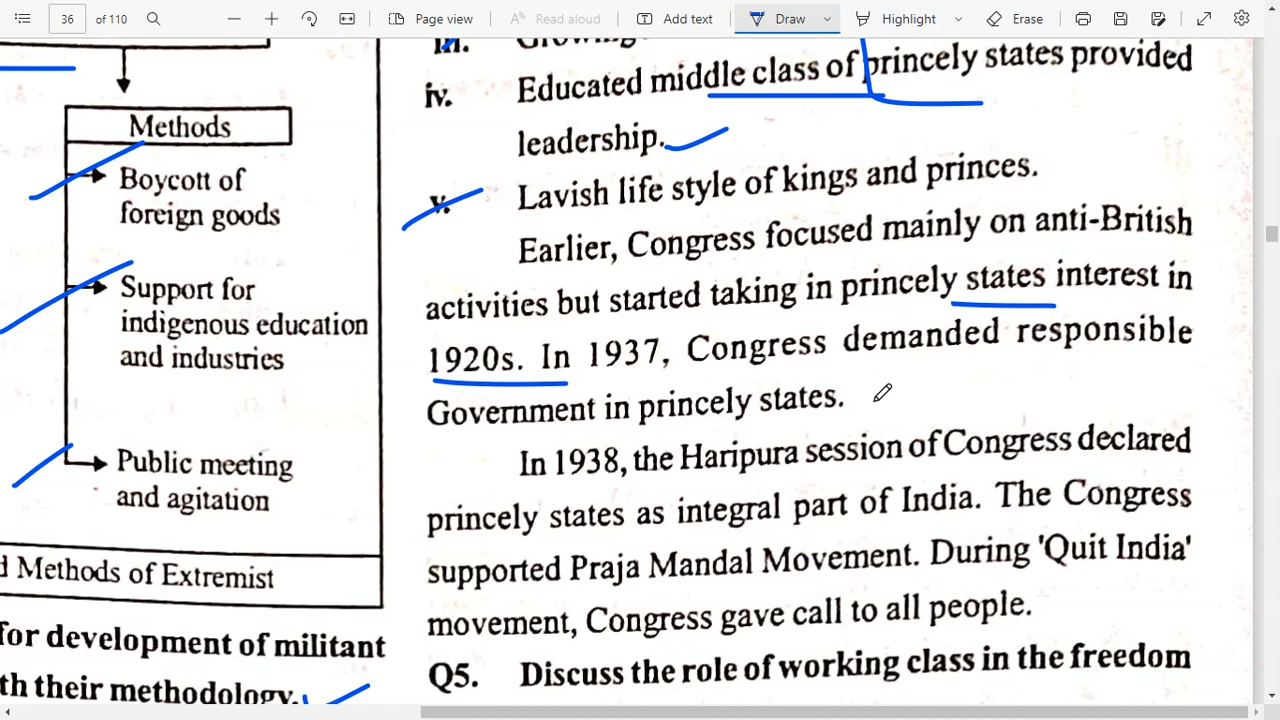 36 of 110
Page view
Read aloud
Add text
Draw
Highlight
Erase
Methods
Boycott of
foreign goods
Support for
indigenous education
and industries
Public meeting
and agitation
d Methods of Extremist
for development of militant
th their methodology.
iii. Growing
iv. Educated middle class of princely states provided
leadership.
v. Lavish life style of kings and princes.
Earlier, Congress focused mainly on anti-British
activities but started taking in princely states interest in
1920s. In 1937, Congress demanded responsible
Government in princely states.
In 1938, the Haripura session of Congress declared
princely states as integral part of India. The Congress
supported Praja Mandal Movement. During 'Quit India'
movement, Congress gave call to all people.
Q5. Discuss the role of working class in the freedom